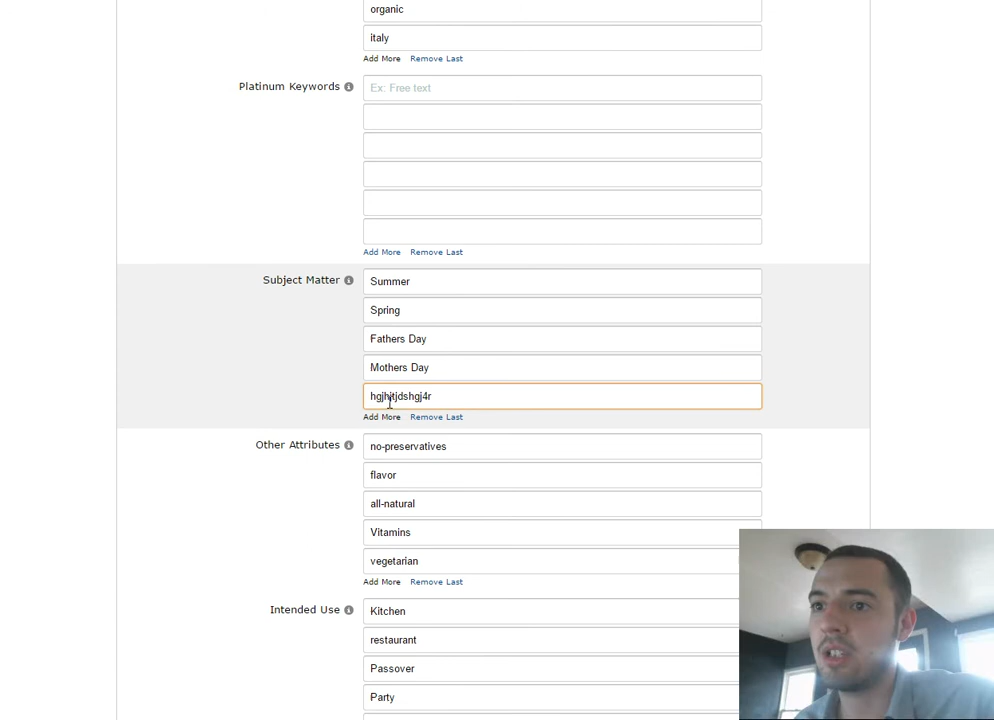 organic
italy
Add More Remove Last
Platinum Keywords
Ex: Free text
Add More Remove Last
Subject Matter
Summer
Spring
Fathers Day
Mothers Day
hgjhjtjdshgj4r
Add More Remove Last
Other Attributes
no-preservatives
flavor
all-natural
Vitamins
vegetarian
Add More Remove Last
Intended Use
Kitchen
restaurant
Passover
Party